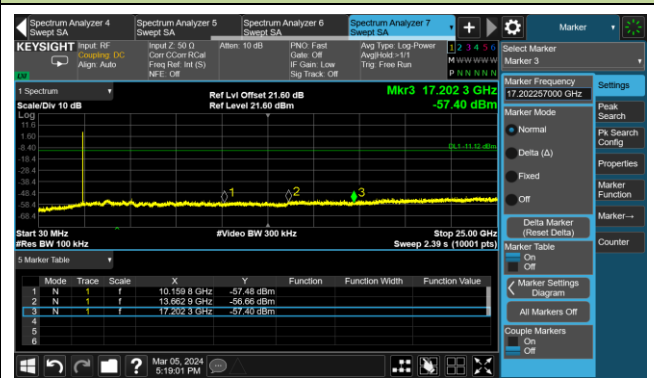 Spectrum Analyzer 4
Swept SA
Spectrum Analyzer 5
Swept SA
Spectrum Analyzer 6
Swept SA
Spectrum Analyzer 7
Swept SA
Marker
KEYSIGHT
Input: RF
Coupling: DC
Align: Auto
Input Z: 50 Ω
Corr CCorr RCal
Freq Ref: Int (S)
NFE: Off
Atten: 10 dB
PNO: Fast
Gate: Off
IF Gain: Low
Sig Track: Off
Avg Type: Log-Power
Avg|Hold:>1/1
Trig: Free Run
1 2 3 4 5 6
M W W W W W
P N N N N N
LXI
1 Spectrum
Scale/Div 10 dB
Log
Ref Lvl Offset 21.60 dB
Ref Level 21.60 dBm
Mkr3 17.202 3 GHz
-57.40 dBm
11.6
1.60
-8.40
-18.4
-28.4
-38.4
-48.4
-58.4
-68.4
DL1 -11.12 dBm
1
2
3
Start 30 MHz
#Res BW 100 kHz
#Video BW 300 kHz
Stop 25.00 GHz
Sweep 2.39 s (10001 pts)
5 Marker Table
Mode Trace Scale X Y Function Function Width Function Value
1 N 1 f 10.159 8 GHz -57.48 dBm
2 N 1 f 13.662 9 GHz -56.66 dBm
3 N 1 f 17.202 3 GHz -57.40 dBm
4
5
6
Mar 05, 2024
5:19:01 PM
Select Marker
Marker 3
Marker Frequency
17.202257000 GHz
Marker Mode
Normal
Delta (Δ)
Fixed
Off
Delta Marker
(Reset Delta)
Marker Table
On
Off
Marker Settings
Diagram
All Markers Off
Couple Markers
On
Off
Settings
Peak
Search
Pk Search
Config
Properties
Marker
Function
Marker→
Counter